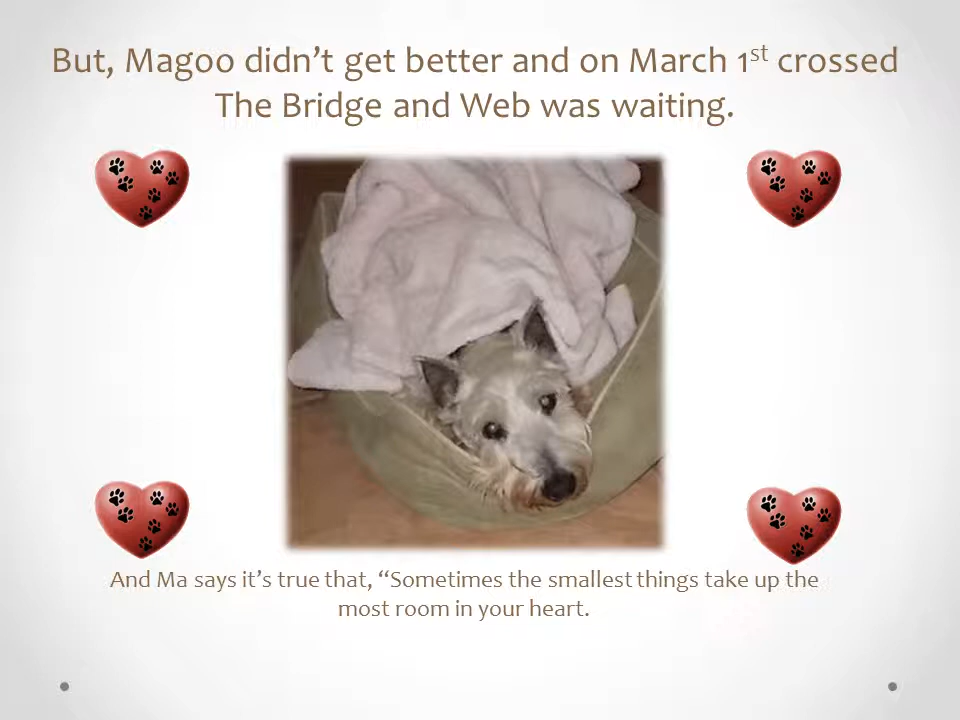 But, Magoo didn’t get better and on March 1st crossed
The Bridge and Web was waiting.
And Ma says it’s true that, “Sometimes the smallest things take up the
most room in your heart.